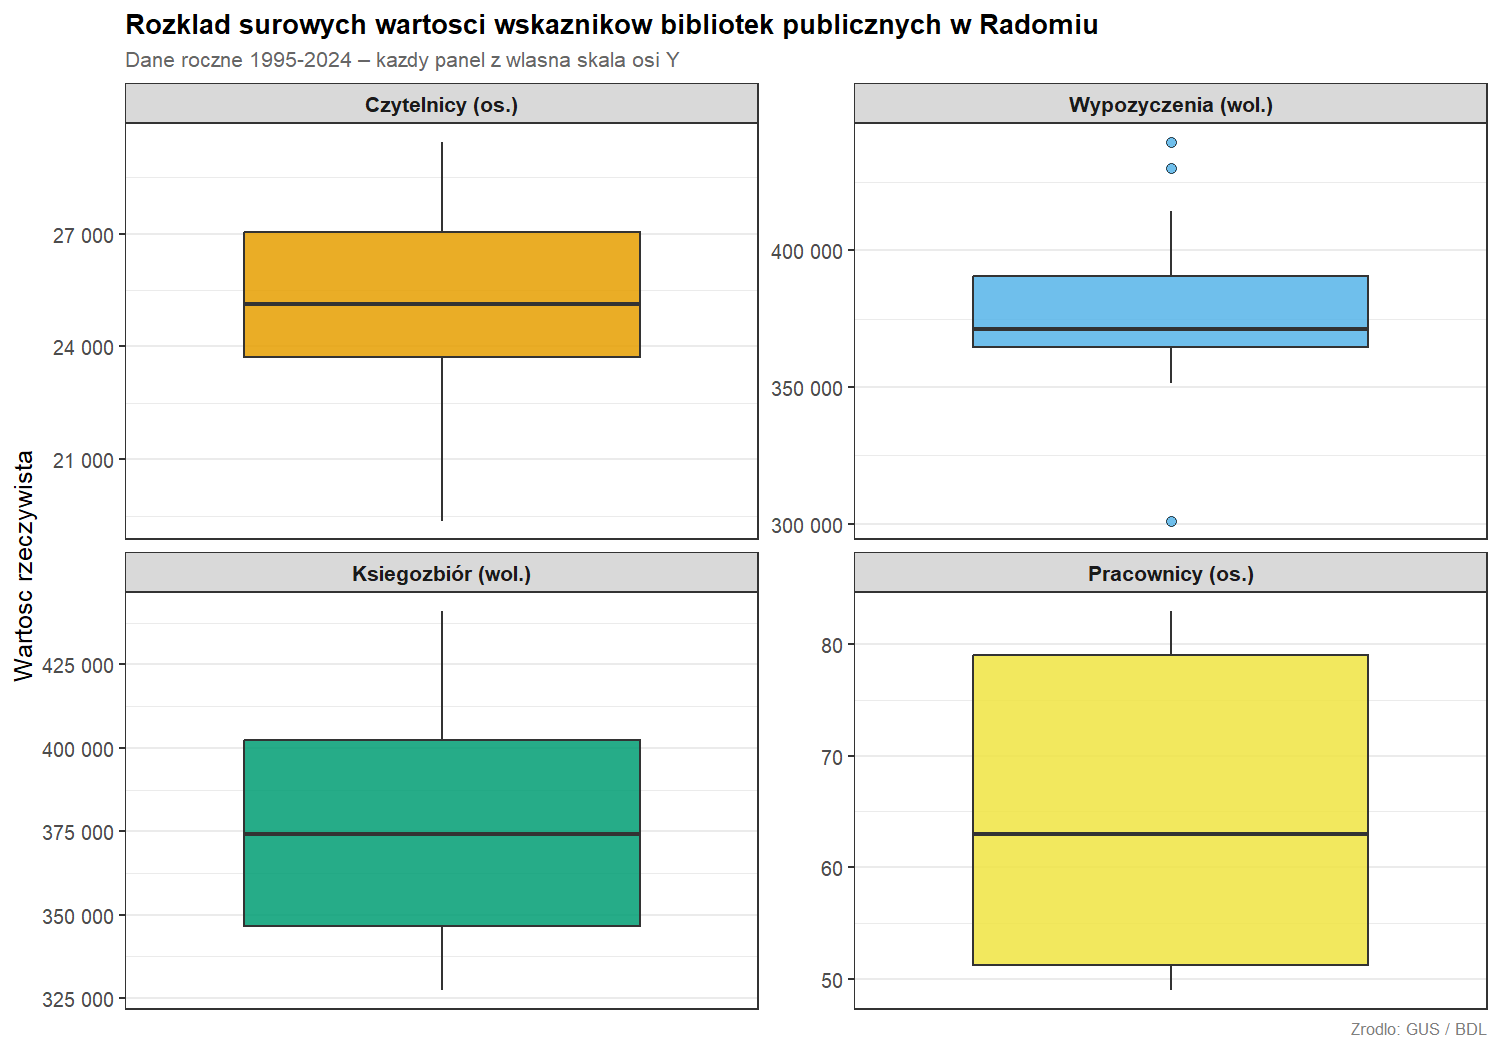 Rozklad surowych wartosci wskaznikow bibliotek publicznych w Radomiu
Dane roczne 1995-2024 – kazdy panel z wlasna skala osi Y
Czytelnicy (os.)
27 000
24 000
21 000
Wypozyczenia (wol.)
400 000
350 000
300 000
Wartosc rzeczywista
Ksiegozbiór (wol.)
425 000
400 000
375 000
350 000
325 000
Pracownicy (os.)
80
70
60
50
Zrodlo: GUS / BDL